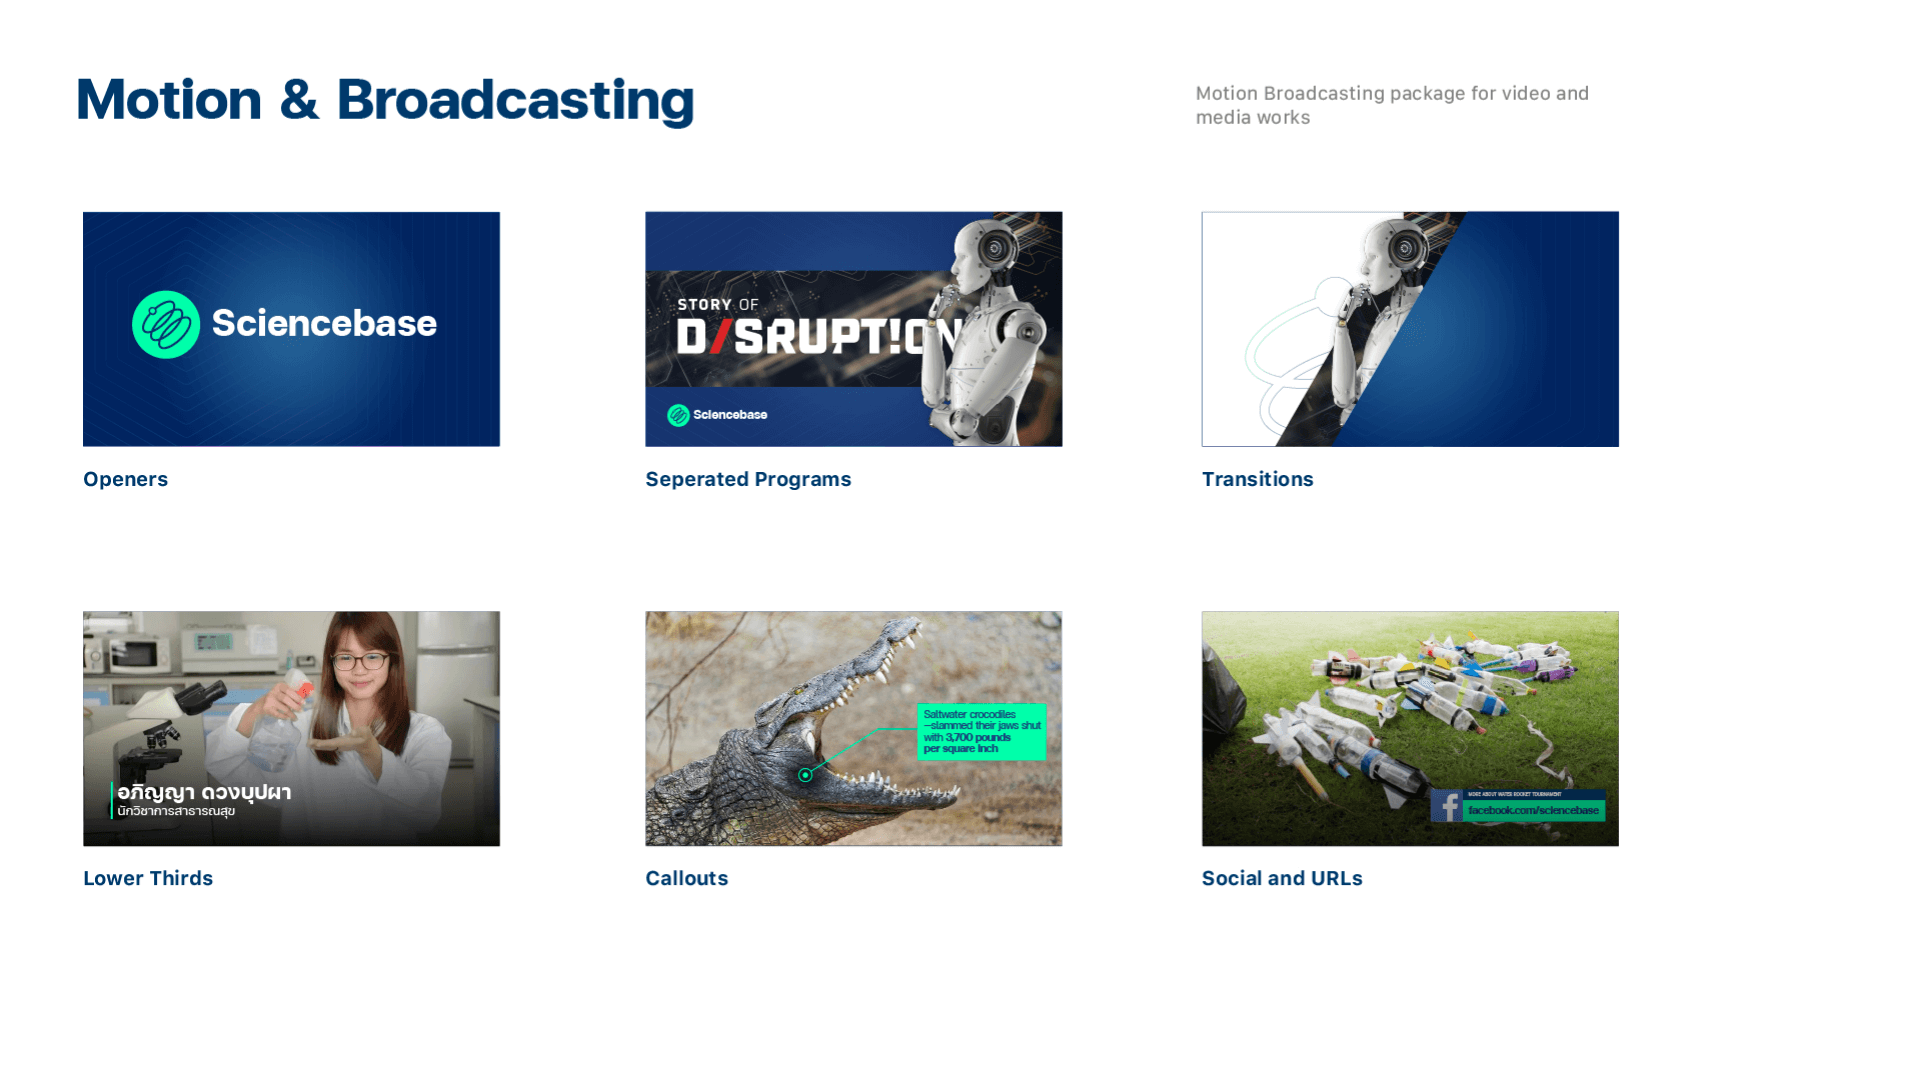 Motion & Broadcasting
Motion Broadcasting package for video and
media works
Sciencebase
Openers
STORY OF
D/SRUPT!ON
Sciencebase
Seperated Programs
Transitions
อภิญญา ดวงบุปผา
นักวิชาการสาธารณสุข
Lower Thirds
Saltwater crocodiles
—slammed their jaws shut
with 3,700 pounds
per square inch
Callouts
MORE ABOUT WATER ROCKET TOURNAMENT
facebook.com/sciencebase
Social and URLs